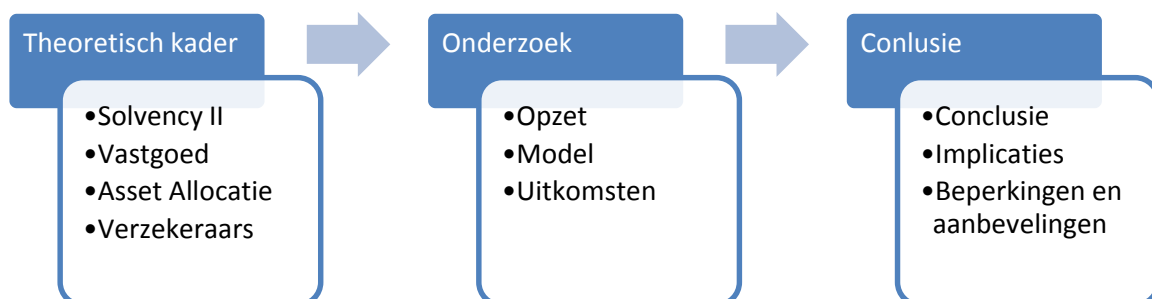 Theoretisch kader
•Solvency II
•Vastgoed
•Asset Allocatie
•Verzekeraars
Onderzoek
•Opzet
•Model
•Uitkomsten
Conlusie
•Conclusie
•Implicaties
•Beperkingen en
aanbevelingen